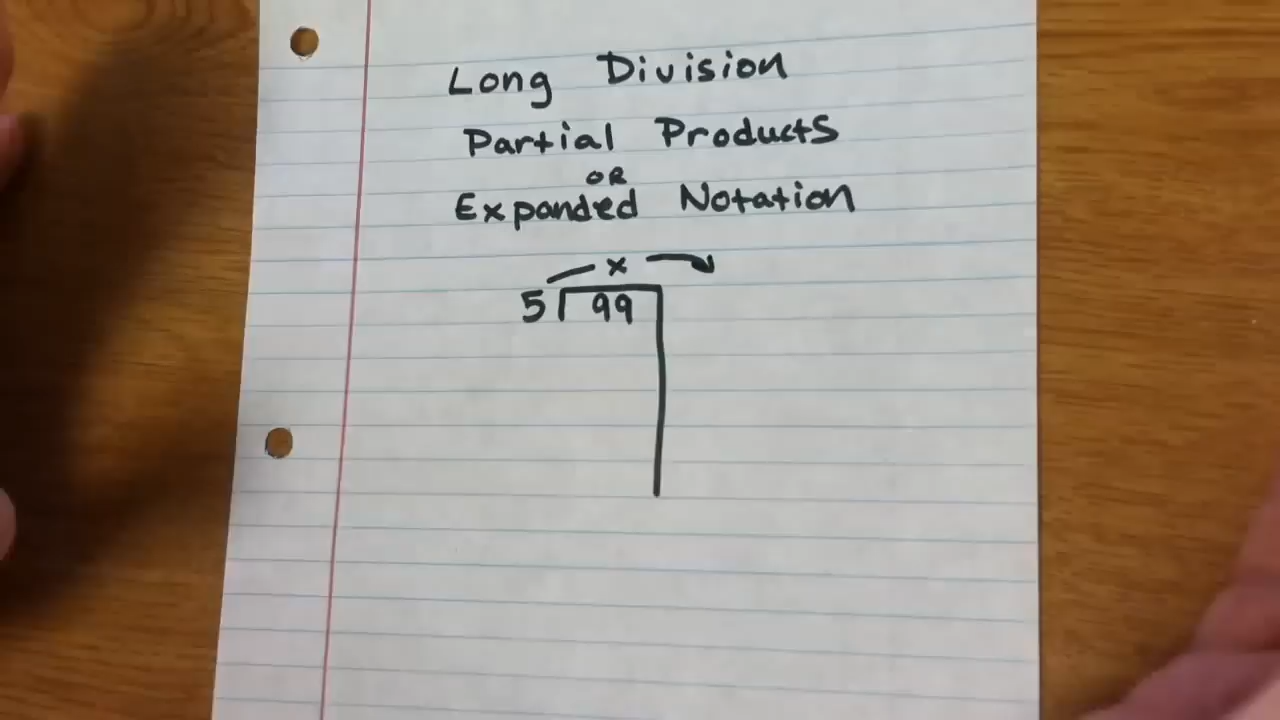 Long Division
Partial Products
OR
Expanded Notation
x
5 99